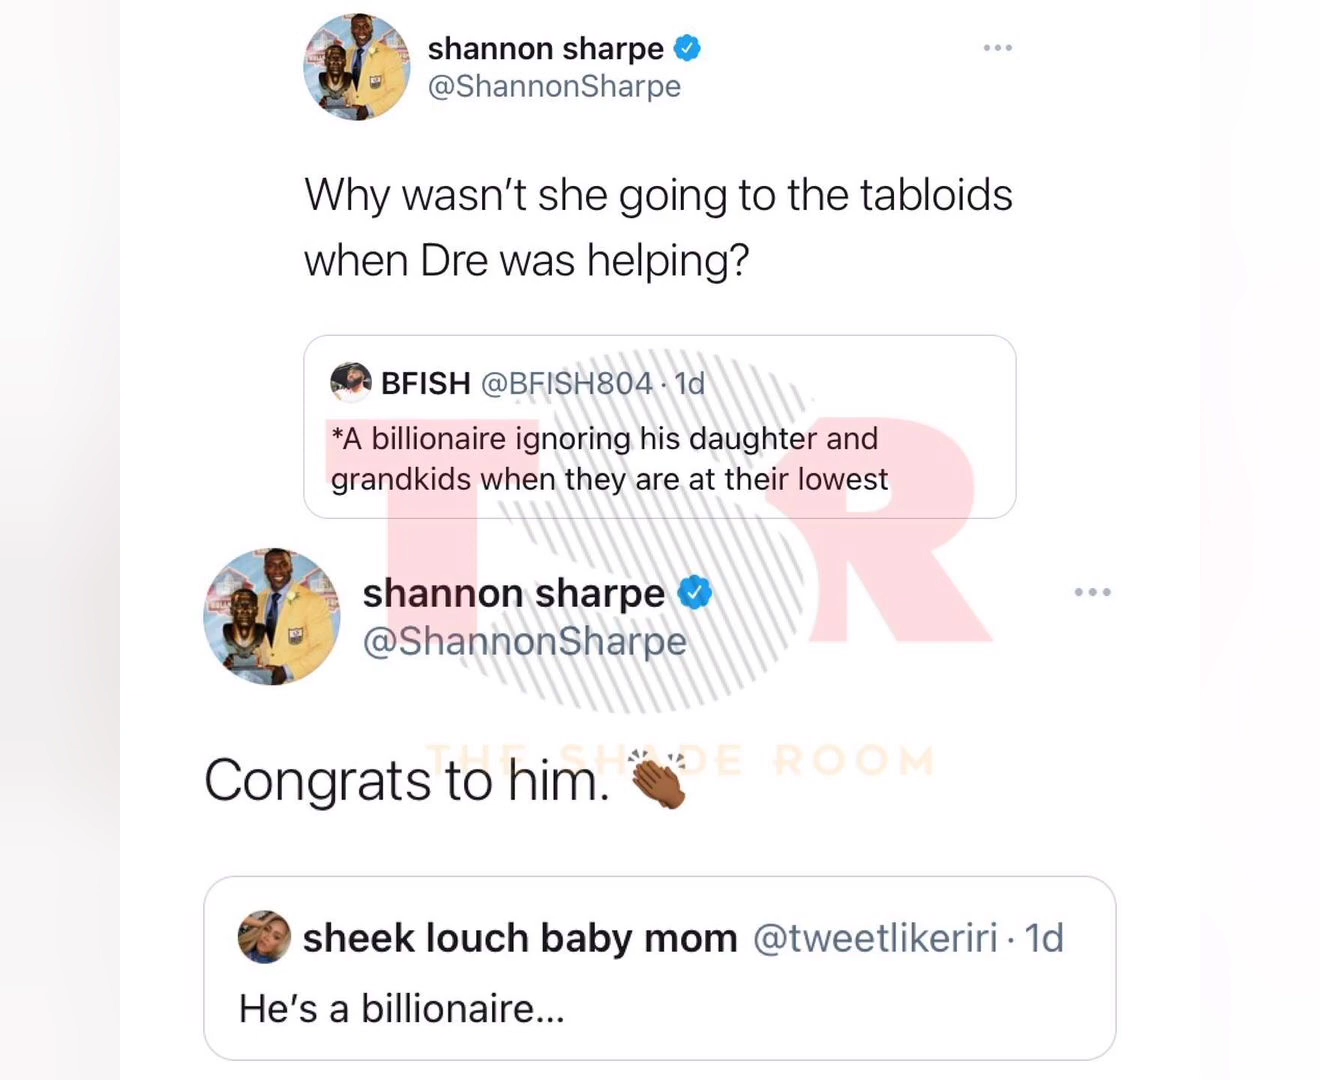 shannon sharpe
@ShannonSharpe
Why wasn't she going to the tabloids
when Dre was helping?
BFISH @BFISH804 · 1d
*A billionaire ignoring his daughter and
grandkids when they are at their lowest
TSR
shannon sharpe
@ShannonSharpe
THE SHADE ROOM
Congrats to him. 👏🏾
sheek louch baby mom @tweetlikeriri · 1d
He's a billionaire...